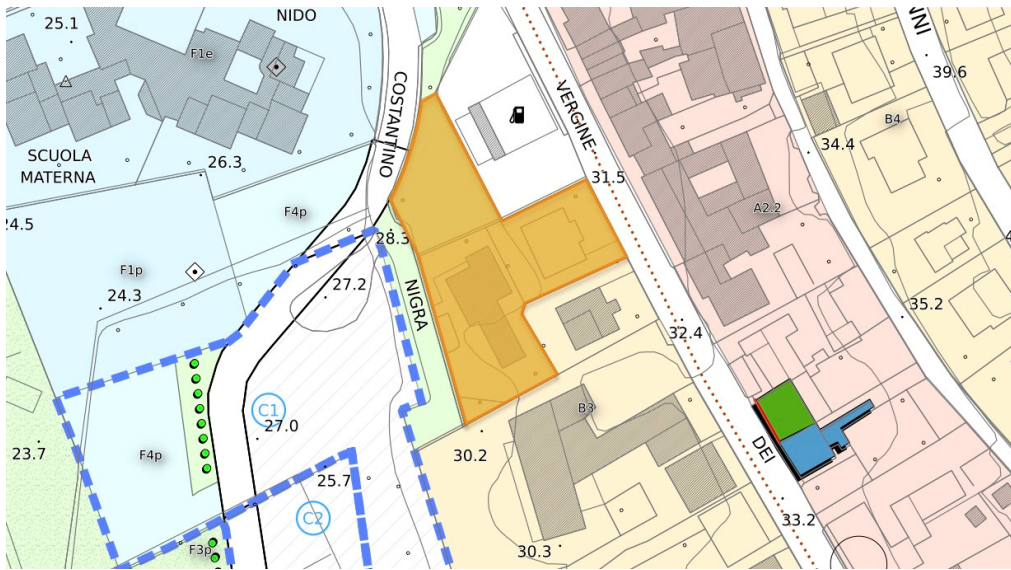 25.1
NIDO
F1e
COSTANTINO
VERGINE
NNI
39.6
B4
34.4
SCUOLA
MATERNA
26.3
31.5
F4p
A2.2
24.5
28.3
F1p
24.3
27.2
NIGRA
35.2
32.4
C1
27.0
B3
23.7
F4p
30.2
DEI
25.7
C2
33.2
F3p
30.3